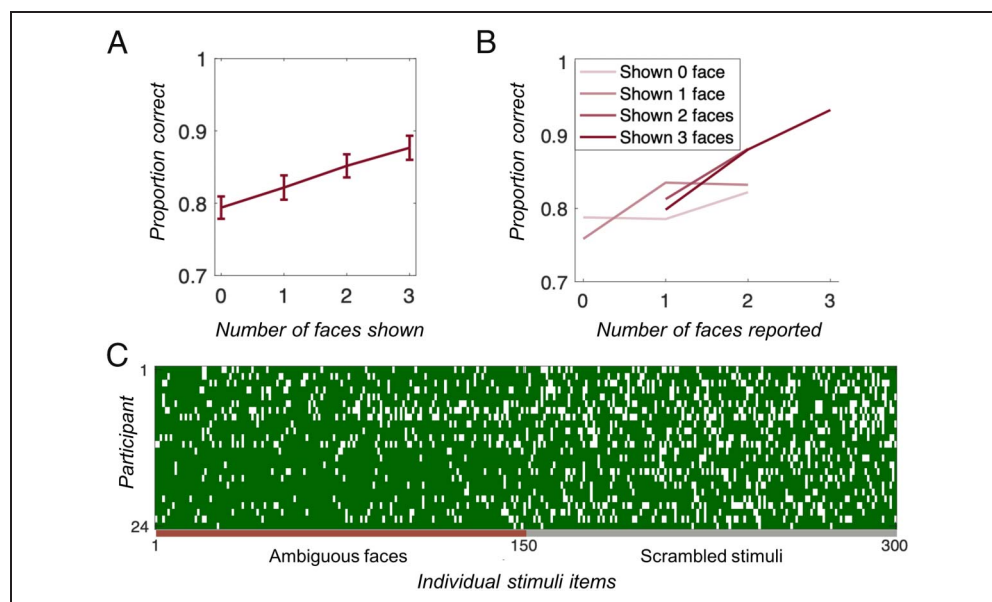 A
Proportion correct
1
0.9
0.8
0.7
0 1 2 3
Number of faces shown
B
Proportion correct
1
0.9
0.8
0.7
Shown 0 face
Shown 1 face
Shown 2 faces
Shown 3 faces
0 1 2 3
Number of faces reported
C
Participant
1
24
1 150 300
Ambiguous faces Scrambled stimuli
Individual stimuli items